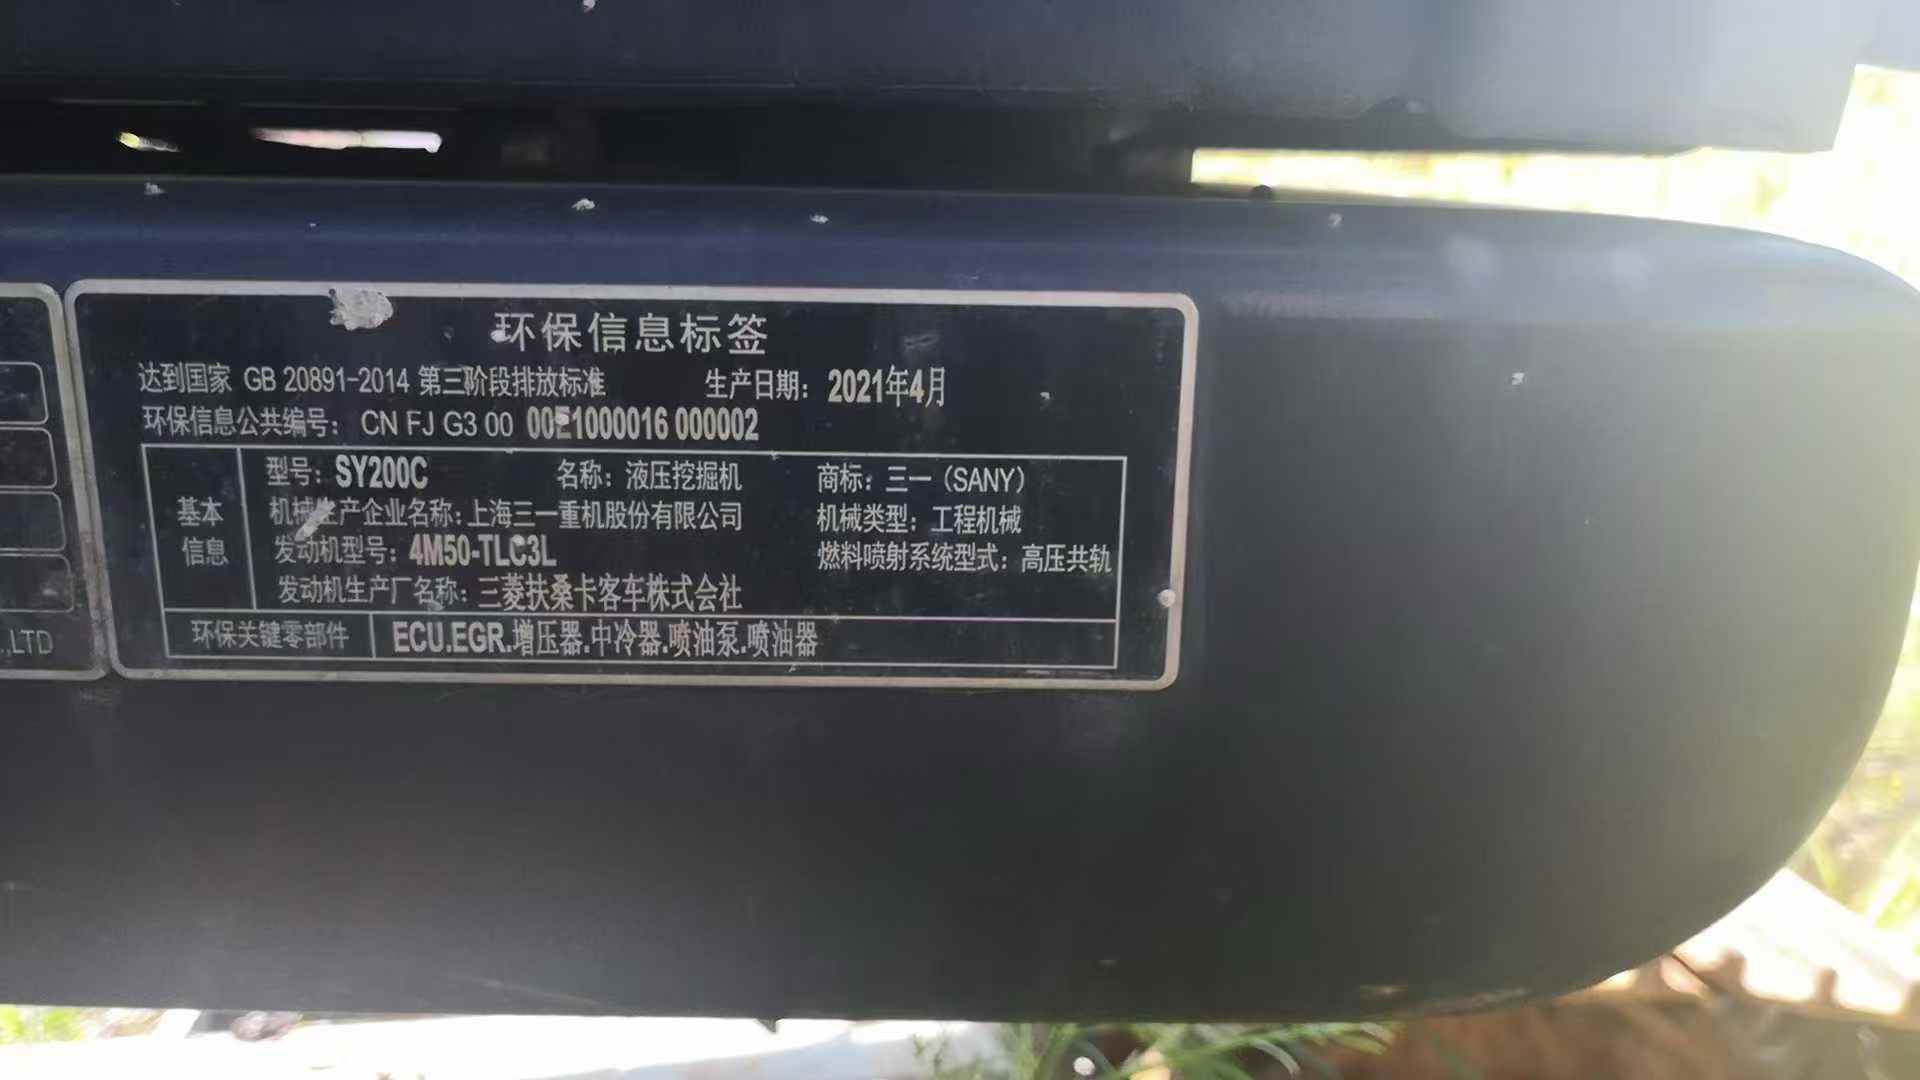 环保信息标签
达到国家 GB 20891-2014 第三阶段排放标准 生产日期：2021年4月
环保信息公共编号： CN FJ G3 00 00E1000016 000002
基本信息
型号：SY200C 名称：液压挖掘机 商标：三一（SANY）
机械生产企业名称：上海三一重机股份有限公司 机械类型：工程机械
发动机型号：4M50-TLC3L 燃料喷射系统型式：高压共轨
发动机生产厂名称：三菱扶桑卡客车株式会社
环保关键零部件 ECU.EGR.增压器.中冷器.喷油泵.喷油器
.,LTD